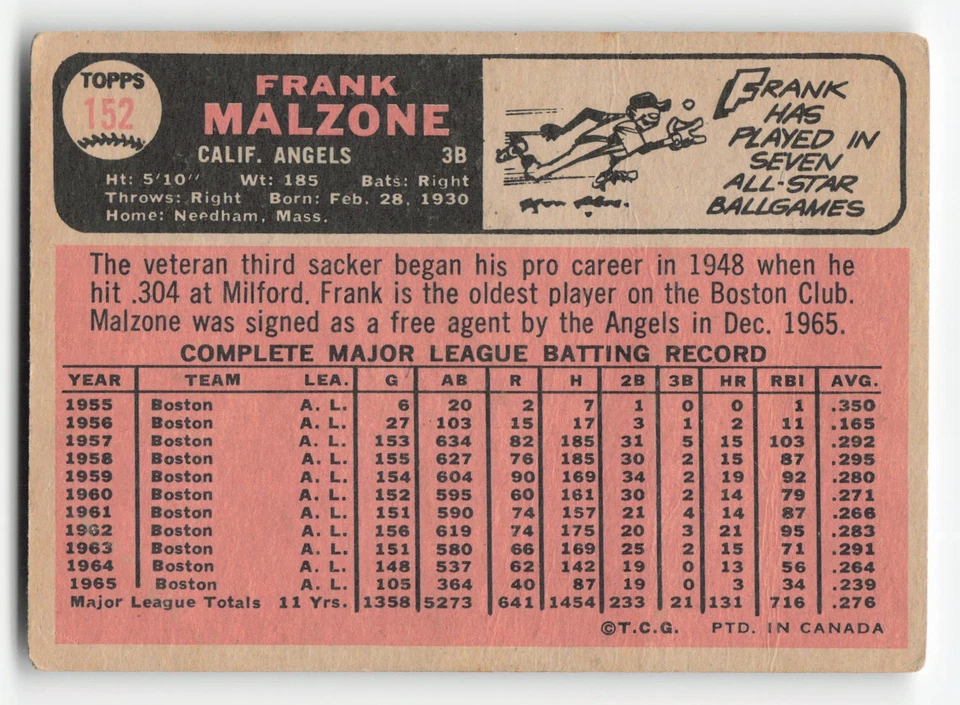 TOPPS
152
FRANK
MALZONE
CALIF. ANGELS 3B
Ht: 5'10" Wt: 185 Bats: Right
Throws: Right Born: Feb. 28, 1930
Home: Needham, Mass.
FRANK
HAS
PLAYED IN
SEVEN
ALL-STAR
BALLGAMES
The veteran third sacker began his pro career in 1948 when he
hit .304 at Milford. Frank is the oldest player on the Boston Club.
Malzone was signed as a free agent by the Angels in Dec. 1965.
COMPLETE MAJOR LEAGUE BATTING RECORD
YEAR TEAM LEA. G AB R H 2B 3B HR RBI AVG.
1955 Boston A. L. 6 20 2 7 1 0 0 1 .350
1956 Boston A. L. 27 103 15 17 3 1 2 11 .165
1957 Boston A. L. 153 634 82 185 31 5 15 103 .292
1958 Boston A. L. 155 627 76 185 30 2 15 87 .295
1959 Boston A. L. 154 604 90 169 34 2 19 92 .280
1960 Boston A. L. 152 595 60 161 30 2 14 79 .271
1961 Boston A. L. 151 590 74 157 21 4 14 87 .266
1962 Boston A. L. 156 619 74 175 20 3 21 95 .283
1963 Boston A. L. 151 580 66 169 25 2 15 71 .291
1964 Boston A. L. 148 537 62 142 19 0 13 56 .264
1965 Boston A. L. 105 364 40 87 19 0 3 34 .239
Major League Totals 11 Yrs. 1358 5273 641 1454 233 21 131 716 .276
©T.C.G. PTD. IN CANADA